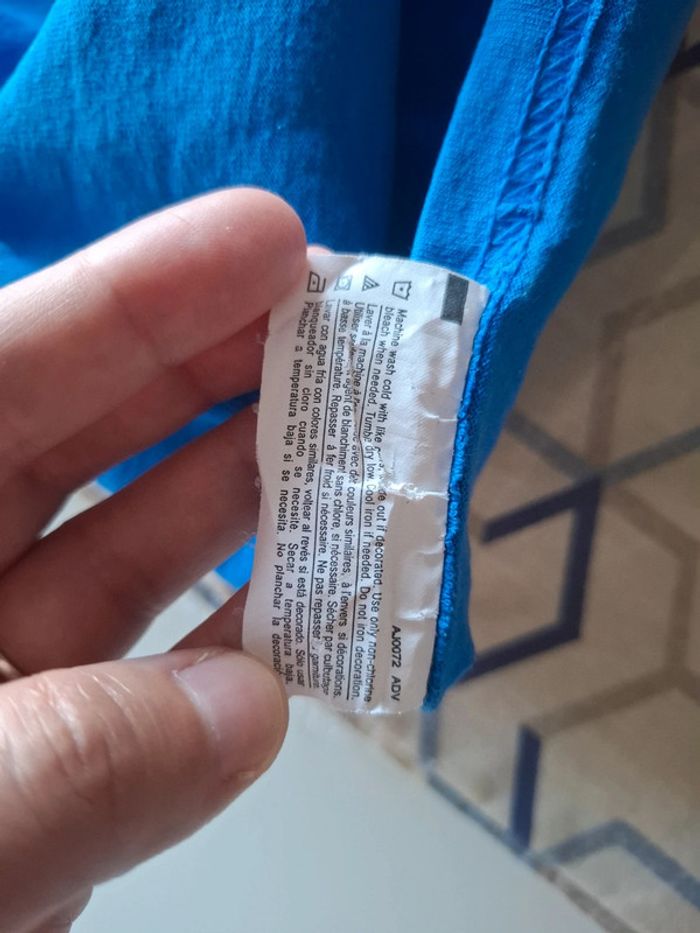 AJ0072 ADV
Machine wash cold with like out if decorated. Use only non-chlorine
bleach when needed. Tumble dry low. Cool iron if needed. Do not iron decoration.
Laver à la machine à avec des couleurs similaires, à l'envers si décorations.
Utiliser agent de blanchiment sans chlore, si nécessaire. Sécher par culbutage
à basse température. Repasser à fer froid si nécessaire. Ne pas repasser garniture
Lavar con agua fría con colores similares, voltear al revés si está decorado. Sólo usar
blanqueador sin cloro cuando se necesite. Secar a temperatura baja.
Planchar a temperatura baja si se necesita. No planchar la decoració